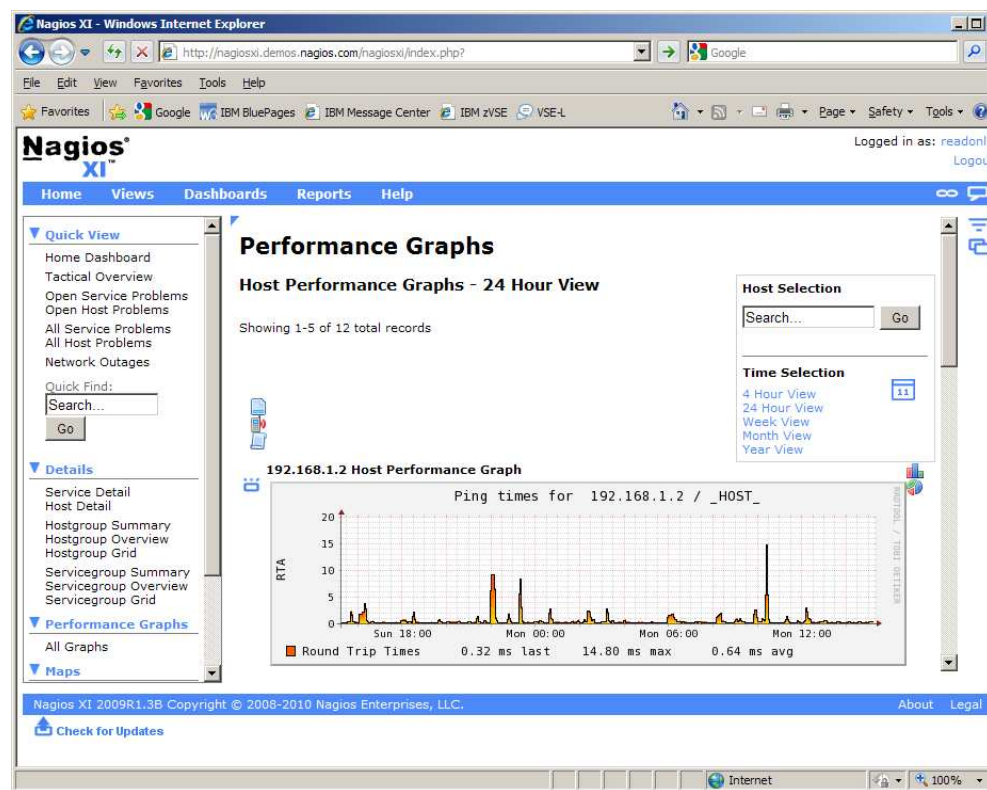 Nagios XI - Windows Internet Explorer
http://nagiosxi.demos.nagios.com/nagiosxi/index.php?
Google
File Edit View Favorites Tools Help
Favorites Google IBM BluePages IBM Message Center IBM zVSE VSE-L Page Safety Tools
Nagios® XI™
Logged in as: readonl
Logou
Home Views Dashboards Reports Help
Quick View
Home Dashboard
Tactical Overview
Open Service Problems
Open Host Problems
All Service Problems
All Host Problems
Network Outages
Quick Find:
Search...
Go
Details
Service Detail
Host Detail
Hostgroup Summary
Hostgroup Overview
Hostgroup Grid
Servicegroup Summary
Servicegroup Overview
Servicegroup Grid
Performance Graphs
All Graphs
Maps
Performance Graphs
Host Performance Graphs - 24 Hour View
Showing 1-5 of 12 total records
Host Selection
Search...
Go
Time Selection
11
4 Hour View
24 Hour View
Week View
Month View
Year View
192.168.1.2 Host Performance Graph
Ping times for 192.168.1.2 / _HOST_
RRDTOOL / TOBI OETIKER
RTA
20
15
10
5
0
Sun 18:00 Mon 00:00 Mon 06:00 Mon 12:00
Round Trip Times 0.32 ms last 14.80 ms max 0.64 ms avg
Nagios XI 2009R1.3B Copyright © 2008-2010 Nagios Enterprises, LLC.
About Legal
Check for Updates
Internet
100%